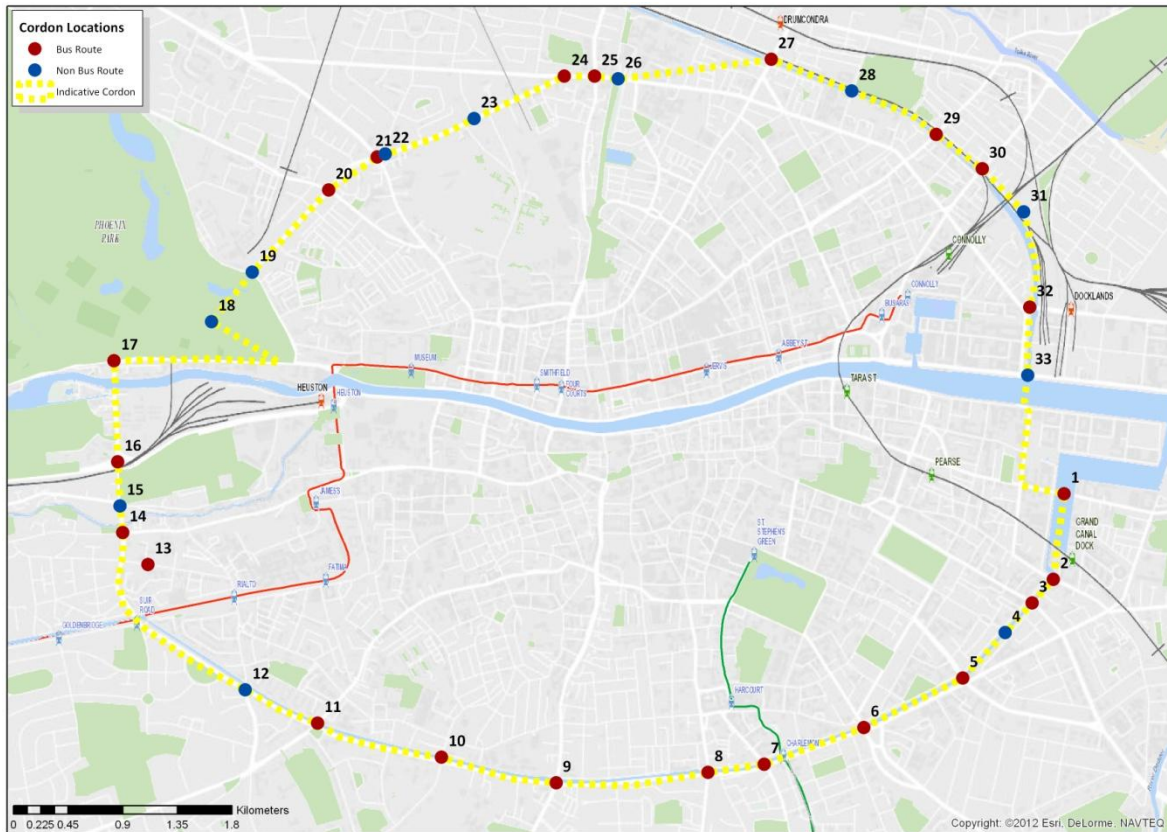 Cordon Locations
Bus Route
Non Bus Route
Indicative Cordon
DRUMCONDRA
27
24
25
26
28
23
29
21
22
30
20
31
PHOENIX
PARK
CONNOLLY
19
CONNOLLY
18
BUSARAS
32
DOCKLANDS
17
MUSEUM
ABBEY ST
JERVIS
33
SMITHFIELD
FOUR
COURTS
HEUSTON
HEUSTON
TARA ST
16
PEARSE
1
15
JAMES'S
14
ST
STEPHEN'S
GREEN
GRAND
CANAL
DOCK
13
FATIMA
2
RIALTO
3
SUIR
ROAD
4
GOLDENBRIDGE
12
5
HARCOURT
11
6
10
7
CHARLEMONT
9
8
Kilometers
0 0.225 0.45 0.9 1.35 1.8
Copyright: ©2012 Esri, DeLorme, NAVTEQ